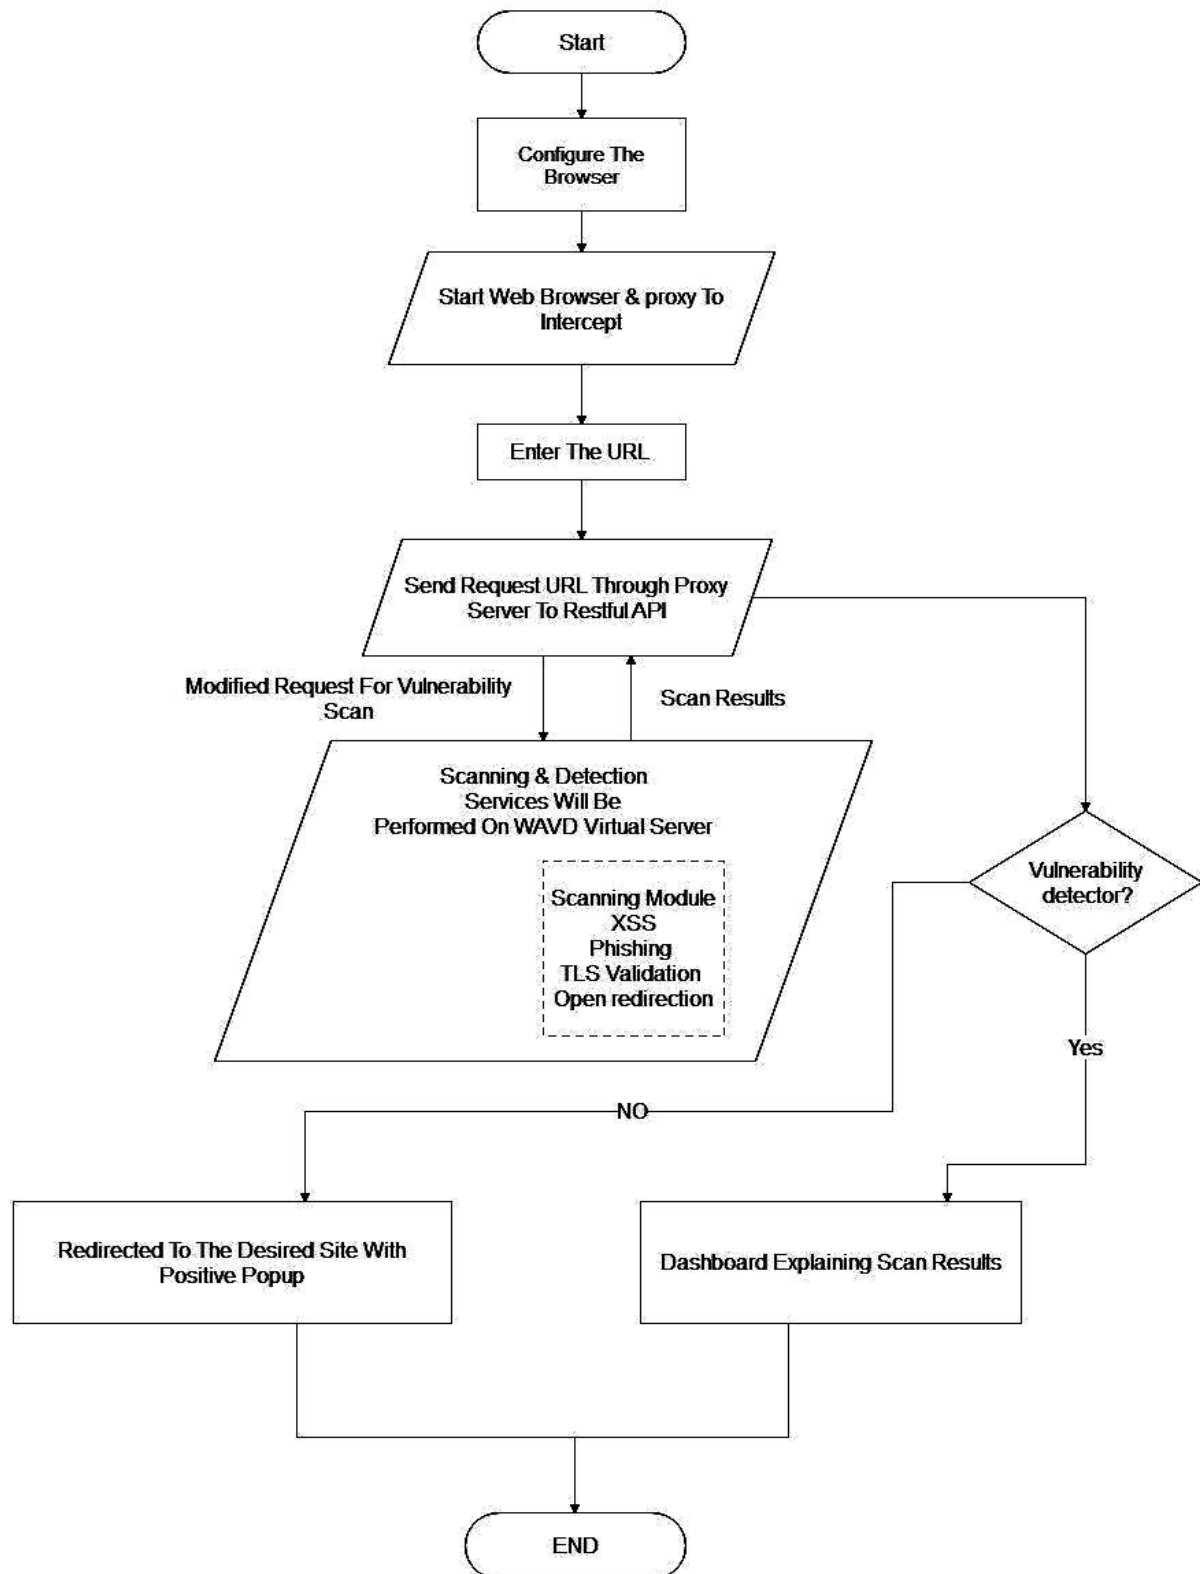 Start
Configure The
Browser
Start Web Browser & proxy To
Intercept
Enter The URL
Send Request URL Through Proxy
Server To Restful API
Modified Request For Vulnerability
Scan
Scan Results
Scanning & Detection
Services Will Be
Performed On WAVD Virtual Server
Scanning Module
XSS
Phishing
TLS Validation
Open redirection
Vulnerability
detector?
Yes
NO
Redirected To The Desired Site With
Positive Popup
Dashboard Explaining Scan Results
END